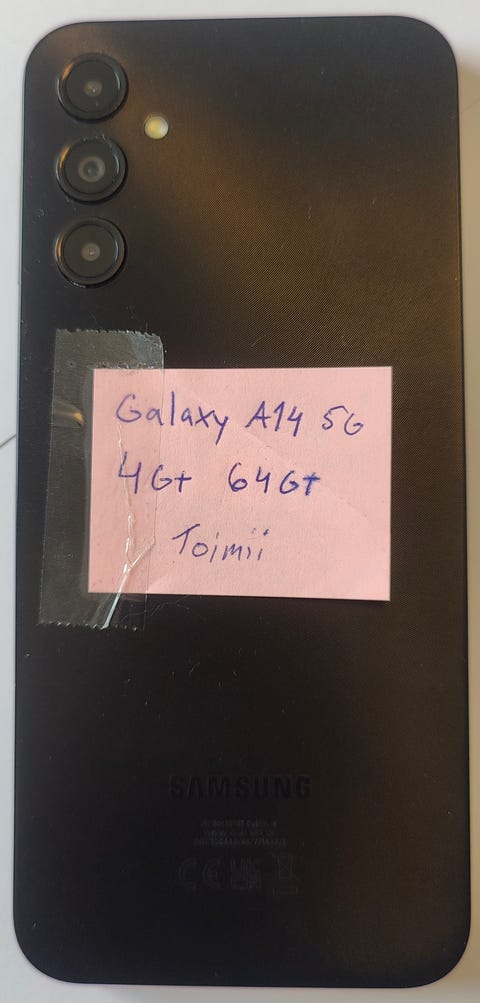 Galaxy A14 5G
4Gt 64Gt
Toimii
SAMSUNG